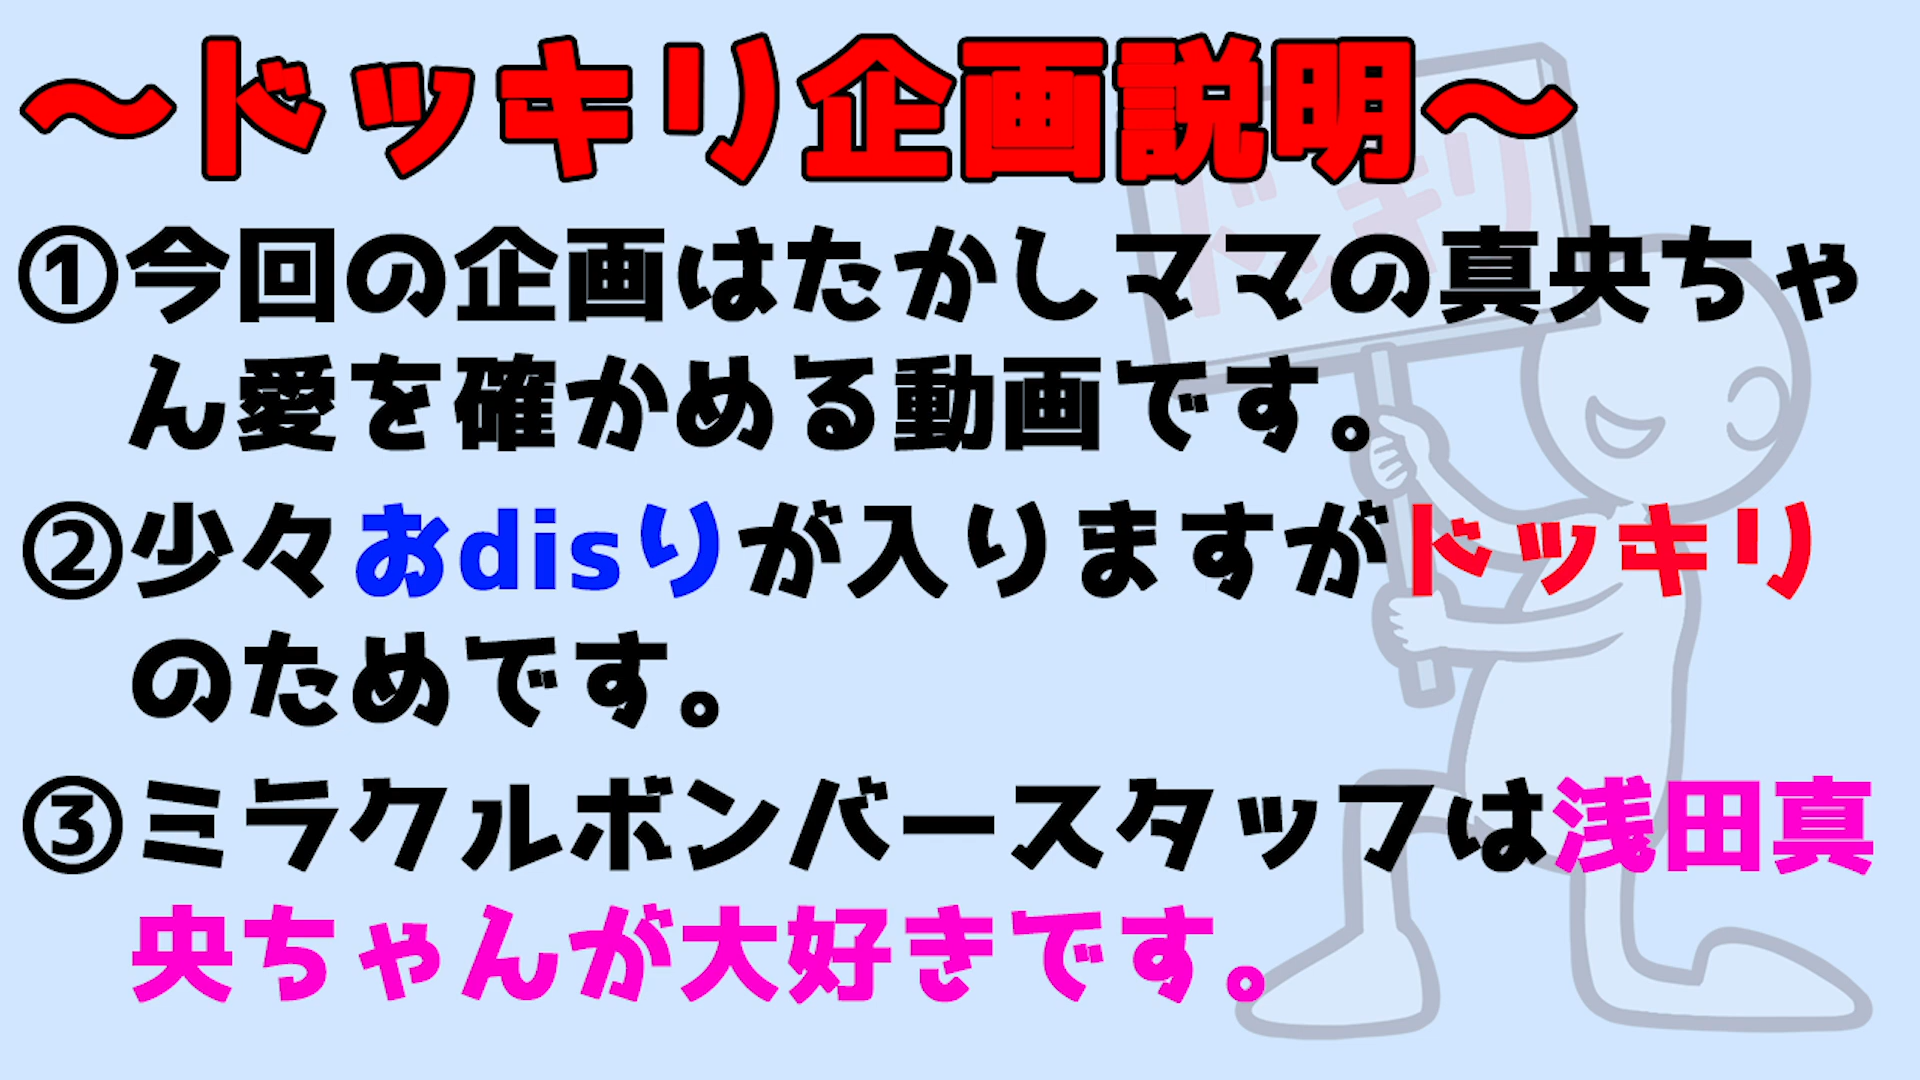 ～ドッキリ企画説明～
①今回の企画はたかしママの真央ちゃ
ん愛を確かめる動画です。
②少々おdisりが入りますがドッキリ
のためです。
③ミラクルボンバースタッフは浅田真
央ちゃんが大好きです。
ドッキリ